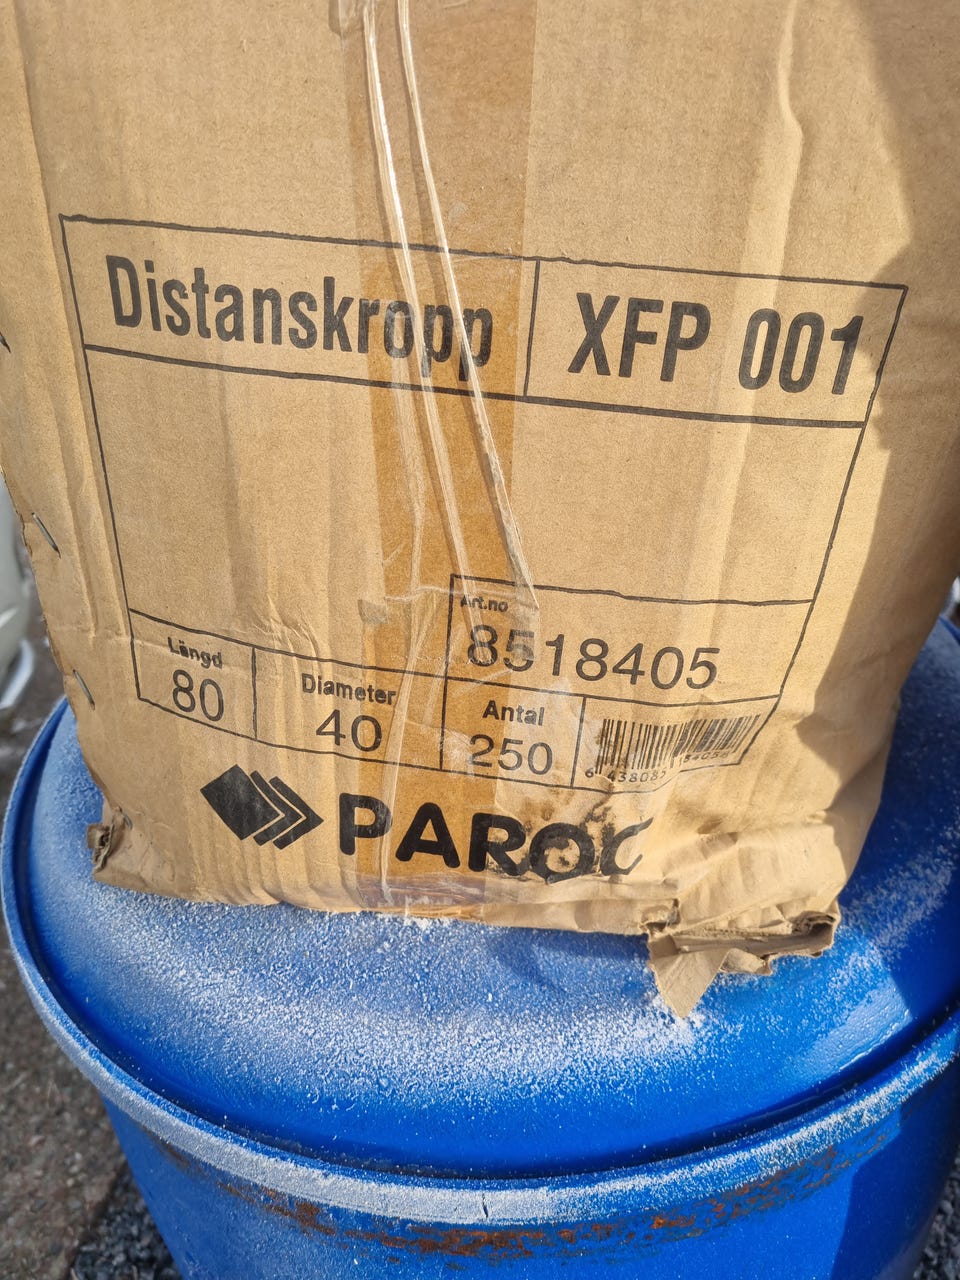 Distanskropp XFP 001
Art.no
8518405
Längd
80
Diameter
40
Antal
250
PAROC